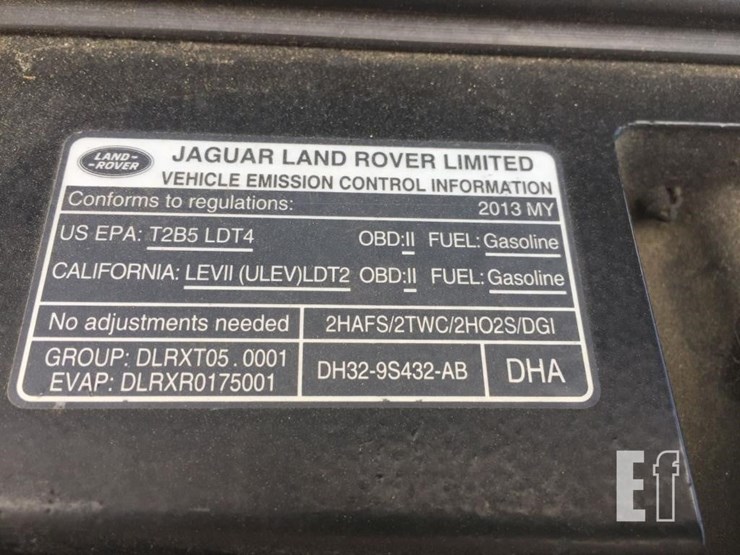 LAND-
-ROVER
JAGUAR LAND ROVER LIMITED
VEHICLE EMISSION CONTROL INFORMATION
Conforms to regulations: 2013 MY
US EPA: T2B5 LDT4 OBD:II FUEL: Gasoline
CALIFORNIA: LEVII (ULEV)LDT2 OBD:II FUEL: Gasoline
No adjustments needed 2HAFS/2TWC/2HO2S/DGI
GROUP: DLRXT05.0001
EVAP: DLRXR0175001
DH32-9S432-AB DHA
Ef